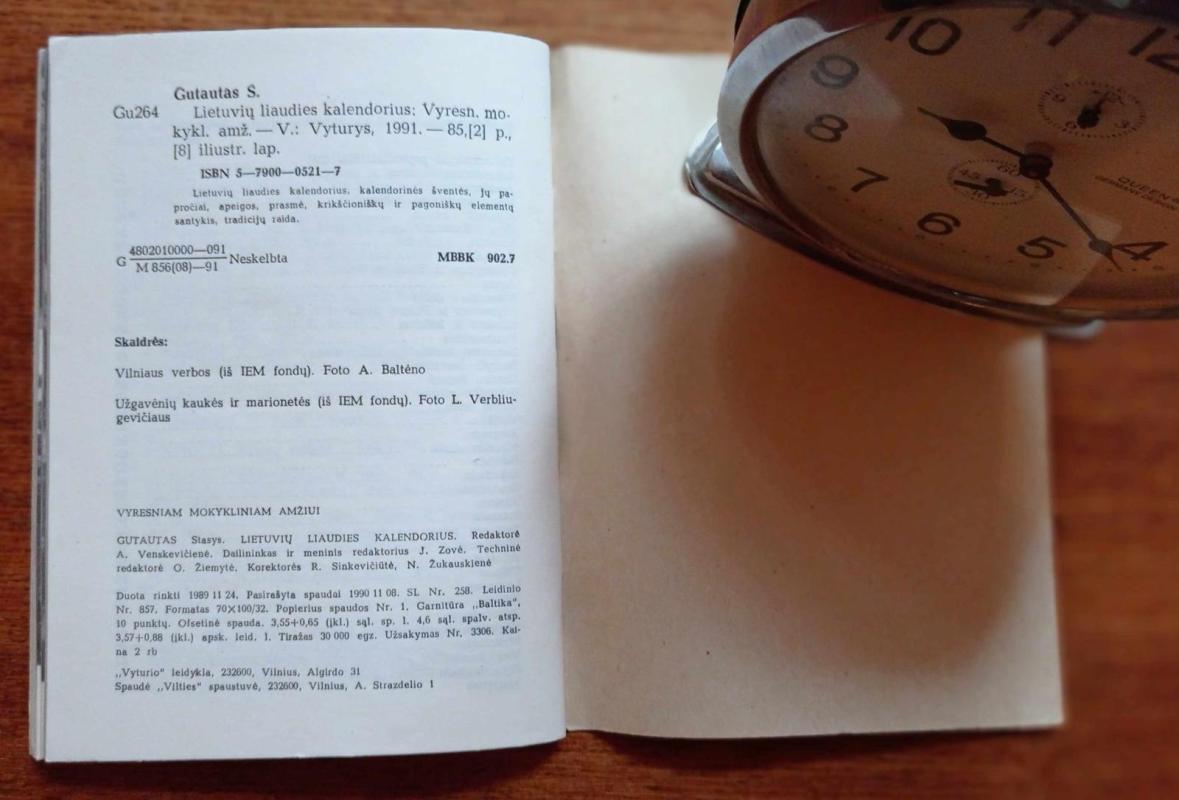 Gutautas S.
Gu264 Lietuvių liaudies kalendorius: Vyresn. mo-
kykl. amž. — V.: Vyturys, 1991. — 85,[2] p.,
[8] iliustr. lap.
ISBN 5—7900—0521—7
Lietuvių liaudies kalendorius, kalendorinės šventės, jų pa-
pročiai, apeigos, prasmė, krikščioniškų ir pagoniškų elementų
santykis, tradicijų raida.
G 4802010000—091 Neskelbta MBBK 902.7
M 856(08)—91
Skaidrės:
Vilniaus verbos (iš IEM fondų). Foto A. Baltėno
Užgavėnių kaukės ir marionetės (iš IEM fondų). Foto L. Verbliu-
gevičiaus
VYRESNIAM MOKYKLINIAM AMŽIUI
GUTAUTAS Stasys. LIETUVIŲ LIAUDIES KALENDORIUS. Redaktorė
A. Venskevičienė. Dailininkas ir meninis redaktorius J. Zovė. Techninė
redaktorė O. Žiemytė. Korektorės R. Sinkevičiūtė, N. Žukauskienė
Duota rinkti 1989 11 24. Pasirašyta spaudai 1990 11 08. SL Nr. 258. Leidinio
Nr. 857. Formatas 70×100/32. Popierius spaudos Nr. 1. Garnitūra „Baltika“,
10 punktų. Ofsetinė spauda. 3,55+0,65 (įkl.) sąl. sp. l. 4,6 sąl. spalv. atsp.
3,57+0,88 (įkl.) apsk. leid. l. Tiražas 30 000 egz. Užsakymas Nr. 3306. Kai-
na 2 rb
„Vyturio“ leidykla, 232600, Vilnius, Algirdo 31
Spaudė „Vilties“ spaustuvė, 232600, Vilnius, A. Strazdelio 1
10 11 12
9
8
7
6
5
4
60
45 15
QUEEN
GERMAN DESIGN